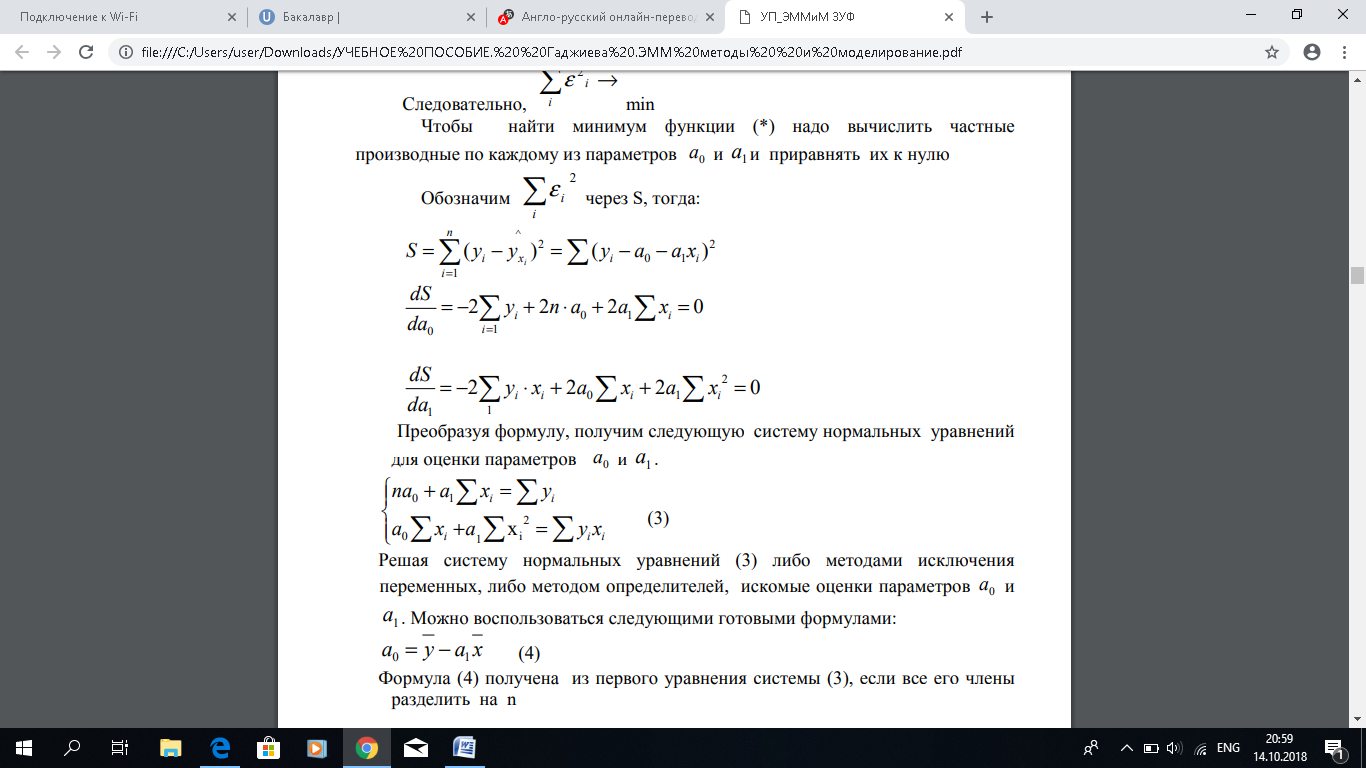 Подключение к Wi-Fi
Бакалавр |
Англо-русский онлайн-перево
УП_ЭММиМ ЗУФ
file:///C:/Users/user/Downloads/УЧЕБНОЕ%20ПОСОБИЕ.%20%20Гаджиева%20.ЭММ%20методы%20%20и%20моделирование.pdf
Следовательно, ∑ᵢ ε²ᵢ → min
Чтобы найти минимум функции (*) надо вычислить частные
производные по каждому из параметров a₀ и a₁ и приравнять их к нулю
Обозначим ∑ᵢ εᵢ² через S, тогда:
S = ∑ⁿᵢ₌₁ (yᵢ − ŷₓᵢ)² = ∑(yᵢ − a₀ − a₁xᵢ)²
dS/da₀ = −2∑ᵢ₌₁ yᵢ + 2n · a₀ + 2a₁∑xᵢ = 0
dS/da₁ = −2∑₁ yᵢ · xᵢ + 2a₀∑xᵢ + 2a₁∑xᵢ² = 0
Преобразуя формулу, получим следующую систему нормальных уравнений
для оценки параметров a₀ и a₁.
{na₀ + a₁∑xᵢ = ∑yᵢ
a₀∑xᵢ + a₁∑xᵢ² = ∑yᵢxᵢ (3)
Решая систему нормальных уравнений (3) либо методами исключения
переменных, либо методом определителей, искомые оценки параметров a₀ и
a₁. Можно воспользоваться следующими готовыми формулами:
a₀ = y̅ − a₁x̅ (4)
Формула (4) получена из первого уравнения системы (3), если все его члены
разделить на n
ENG
20:59
14.10.2018
1